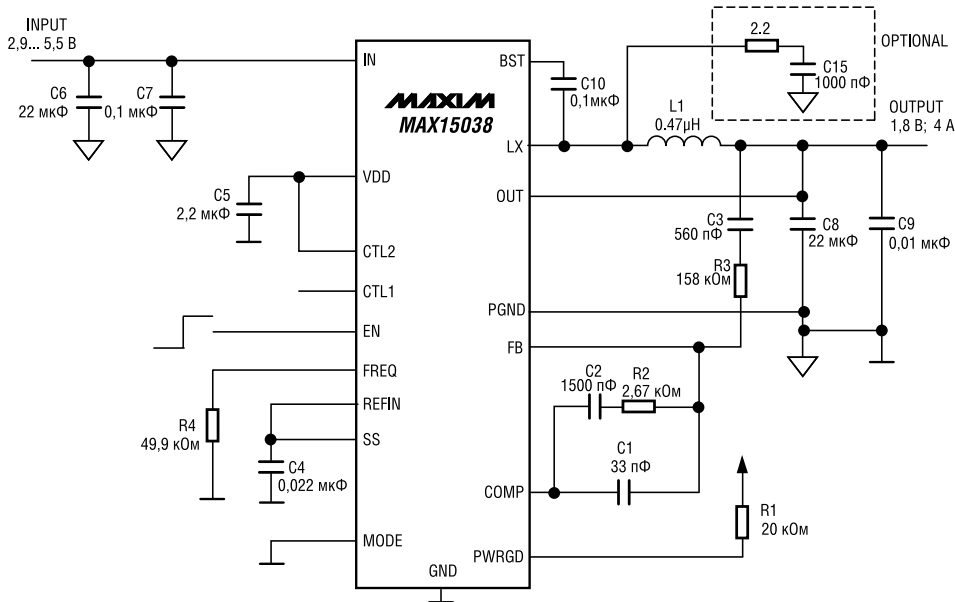 INPUT
2,9... 5,5 В
C6
22 мкФ
C7
0,1 мкФ
IN
MAXIM
MAX15038
BST
C10
0,1мкФ
2.2
C15
1000 пФ
OPTIONAL
OUTPUT
1,8 В; 4 А
L1
0.47µH
LX
VDD
C5
2,2 мкФ
OUT
C3
560 пФ
C8
22 мкФ
C9
0,01 мкФ
CTL2
R3
158 кОм
CTL1
PGND
EN
FB
FREQ
C2
1500 пФ
R2
2,67 кОм
REFIN
R4
49,9 кОм
SS
C4
0,022 мкФ
C1
33 пФ
COMP
R1
20 кОм
MODE
PWRGD
GND